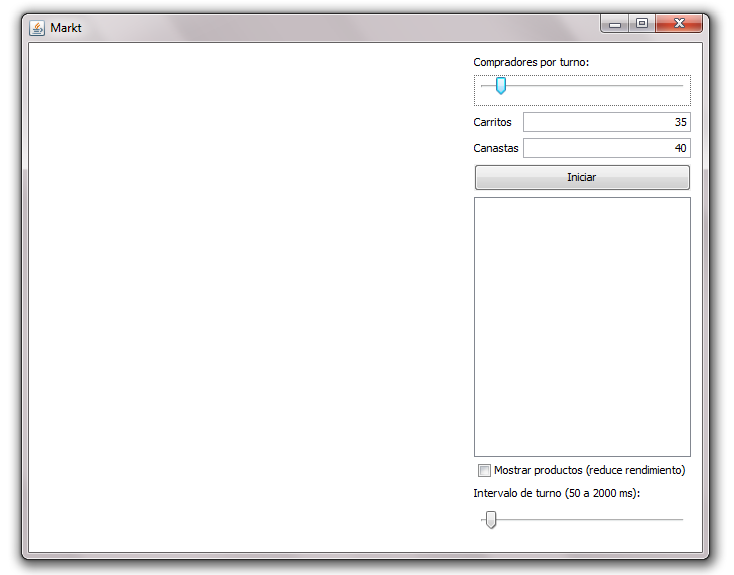 Markt
Compradores por turno:
Carritos 35
Canastas 40
Iniciar
Mostrar productos (reduce rendimiento)
Intervalo de turno (50 a 2000 ms):